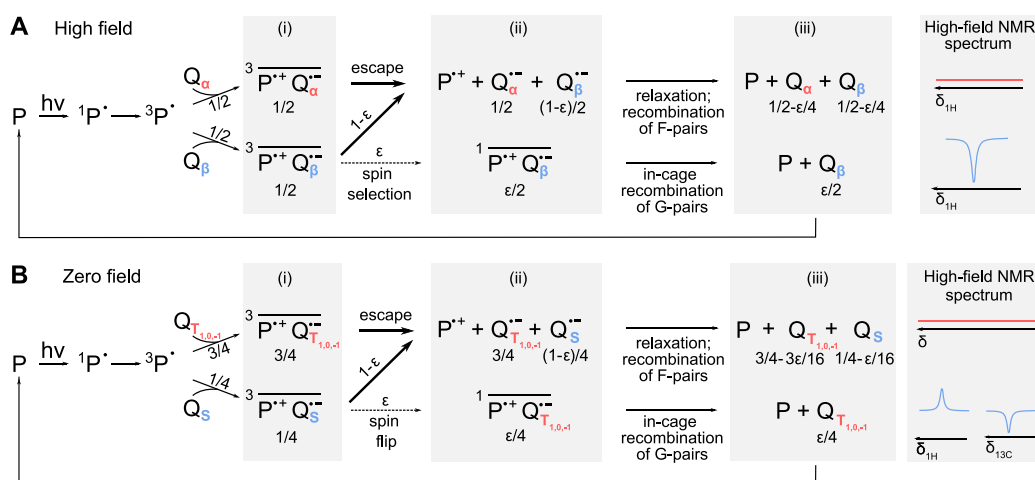 A High field (i) (ii) (iii) High-field NMR
spectrum
P hν ¹P• ³P•
Qα 1/2
1/2 Qβ
³ P•+ Qα•−
1/2
³ P•+ Qβ•−
1/2
escape
1-ε
ε
spin
selection
P•+ + Qα•− + Qβ•−
1/2 (1-ε)/2
¹ P•+ Qβ•−
ε/2
relaxation;
recombination
of F-pairs
in-cage
recombination
of G-pairs
P + Qα + Qβ
1/2-ε/4 1/2-ε/4
P + Qβ
ε/2
δ1H
δ1H
B Zero field (i) (ii) (iii) High-field NMR
spectrum
P hν ¹P• ³P•
QT1,0,-1 3/4
1/4 QS
³ P•+ QT1,0,-1•−
3/4
³ P•+ QS•−
1/4
escape
1-ε
ε
spin
flip
P•+ + QT1,0,-1•− + QS•−
3/4 (1-ε)/4
¹ P•+ QT1,0,-1•−
ε/4
relaxation;
recombination
of F-pairs
in-cage
recombination
of G-pairs
P + QT1,0,-1 + QS
3/4-3ε/16 1/4-ε/16
P + QT1,0,-1
ε/4
δ
δ1H δ13C